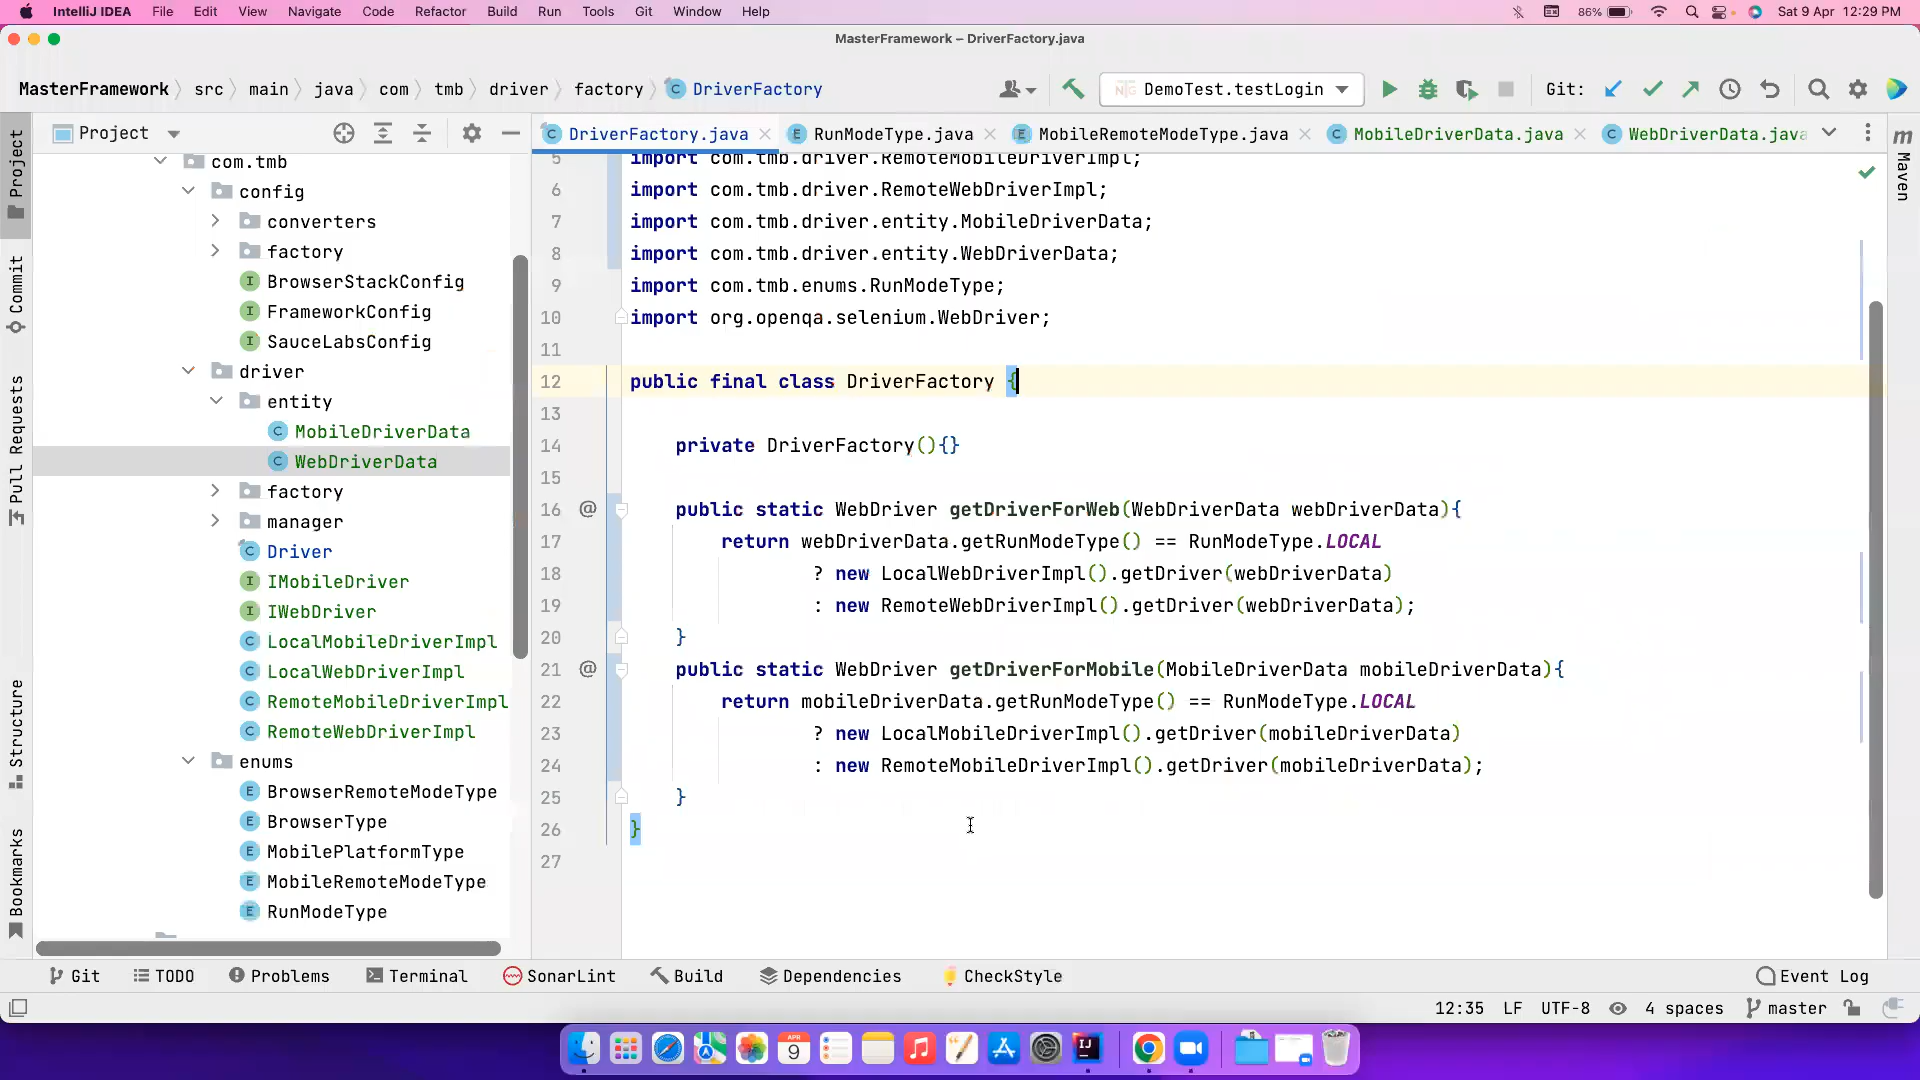 IntelliJ IDEA File Edit View Navigate Code Refactor Build Run Tools Git Window Help 86% Sat 9 Apr 12:29 PM
MasterFramework – DriverFactory.java
MasterFramework src main java com tmb driver factory DriverFactory DemoTest.testLogin Git:
Project
DriverFactory.java RunModeType.java MobileRemoteModeType.java MobileDriverData.java WebDriverData.java
Project
Commit
Pull Requests
Structure
Bookmarks
Maven
com.tmb
config
converters
factory
BrowserStackConfig
FrameworkConfig
SauceLabsConfig
driver
entity
MobileDriverData
WebDriverData
factory
manager
Driver
IMobileDriver
IWebDriver
LocalMobileDriverImpl
LocalWebDriverImpl
RemoteMobileDriverImpl
RemoteWebDriverImpl
enums
BrowserRemoteModeType
BrowserType
MobilePlatformType
MobileRemoteModeType
RunModeType
5 import com.tmb.driver.RemoteMobileDriverImpl;
6 import com.tmb.driver.RemoteWebDriverImpl;
7 import com.tmb.driver.entity.MobileDriverData;
8 import com.tmb.driver.entity.WebDriverData;
9 import com.tmb.enums.RunModeType;
10 import org.openqa.selenium.WebDriver;
11
12 public final class DriverFactory {
13
14 private DriverFactory(){}
15
16 @ public static WebDriver getDriverForWeb(WebDriverData webDriverData){
17 return webDriverData.getRunModeType() == RunModeType.LOCAL
18 ? new LocalWebDriverImpl().getDriver(webDriverData)
19 : new RemoteWebDriverImpl().getDriver(webDriverData);
20 }
21 @ public static WebDriver getDriverForMobile(MobileDriverData mobileDriverData){
22 return mobileDriverData.getRunModeType() == RunModeType.LOCAL
23 ? new LocalMobileDriverImpl().getDriver(mobileDriverData)
24 : new RemoteMobileDriverImpl().getDriver(mobileDriverData);
25 }
26 }
27
Git TODO Problems Terminal SonarLint Build Dependencies CheckStyle Event Log
12:35 LF UTF-8 4 spaces master
APR
9
IJ